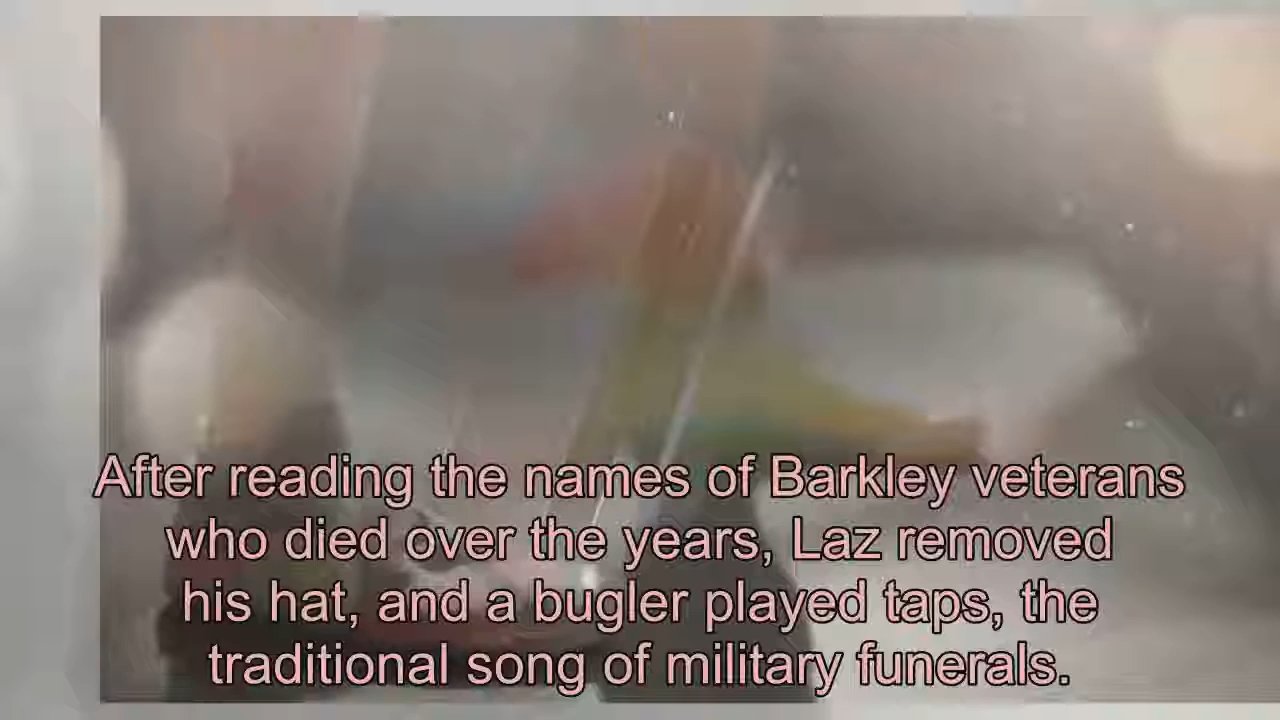 After reading the names of Barkley veterans
who died over the years, Laz removed
his hat, and a bugler played taps, the
traditional song of military funerals.